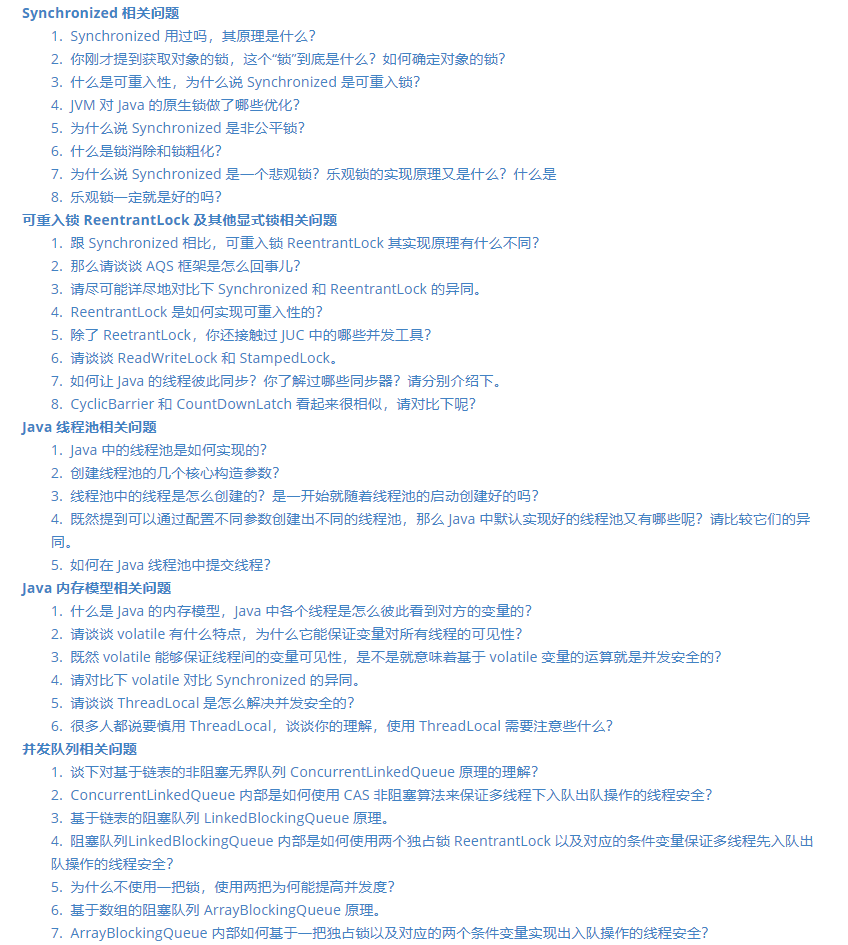 Synchronized 相关问题
1. Synchronized 用过吗，其原理是什么？
2. 你刚才提到获取对象的锁，这个“锁”到底是什么？如何确定对象的锁？
3. 什么是可重入性，为什么说 Synchronized 是可重入锁？
4. JVM 对 Java 的原生锁做了哪些优化？
5. 为什么说 Synchronized 是非公平锁？
6. 什么是锁消除和锁粗化？
7. 为什么说 Synchronized 是一个悲观锁？乐观锁的实现原理又是什么？什么是
8. 乐观锁一定就是好的吗？
可重入锁 ReentrantLock 及其他显式锁相关问题
1. 跟 Synchronized 相比，可重入锁 ReentrantLock 其实现原理有什么不同？
2. 那么请谈谈 AQS 框架是怎么回事儿？
3. 请尽可能详尽地对比下 Synchronized 和 ReentrantLock 的异同。
4. ReentrantLock 是如何实现可重入性的？
5. 除了 ReetrantLock，你还接触过 JUC 中的哪些并发工具？
6. 请谈谈 ReadWriteLock 和 StampedLock。
7. 如何让 Java 的线程彼此同步？你了解过哪些同步器？请分别介绍下。
8. CyclicBarrier 和 CountDownLatch 看起来很相似，请对比下呢？
Java 线程池相关问题
1. Java 中的线程池是如何实现的？
2. 创建线程池的几个核心构造参数？
3. 线程池中的线程是怎么创建的？是一开始就随着线程池的启动创建好的吗？
4. 既然提到可以通过配置不同参数创建出不同的线程池，那么 Java 中默认实现好的线程池又有哪些呢？请比较它们的异
同。
5. 如何在 Java 线程池中提交线程？
Java 内存模型相关问题
1. 什么是 Java 的内存模型，Java 中各个线程是怎么彼此看到对方的变量的？
2. 请谈谈 volatile 有什么特点，为什么它能保证变量对所有线程的可见性？
3. 既然 volatile 能够保证线程间的变量可见性，是不是就意味着基于 volatile 变量的运算就是并发安全的？
4. 请对比下 volatile 对比 Synchronized 的异同。
5. 请谈谈 ThreadLocal 是怎么解决并发安全的？
6. 很多人都说要慎用 ThreadLocal，谈谈你的理解，使用 ThreadLocal 需要注意些什么？
并发队列相关问题
1. 谈下对基于链表的非阻塞无界队列 ConcurrentLinkedQueue 原理的理解？
2. ConcurrentLinkedQueue 内部是如何使用 CAS 非阻塞算法来保证多线程下入队出队操作的线程安全？
3. 基于链表的阻塞队列 LinkedBlockingQueue 原理。
4. 阻塞队列LinkedBlockingQueue 内部是如何使用两个独占锁 ReentrantLock 以及对应的条件变量保证多线程先入队出
队操作的线程安全？
5. 为什么不使用一把锁，使用两把为何能提高并发度？
6. 基于数组的阻塞队列 ArrayBlockingQueue 原理。
7. ArrayBlockingQueue 内部如何基于一把独占锁以及对应的两个条件变量实现出入队操作的线程安全？